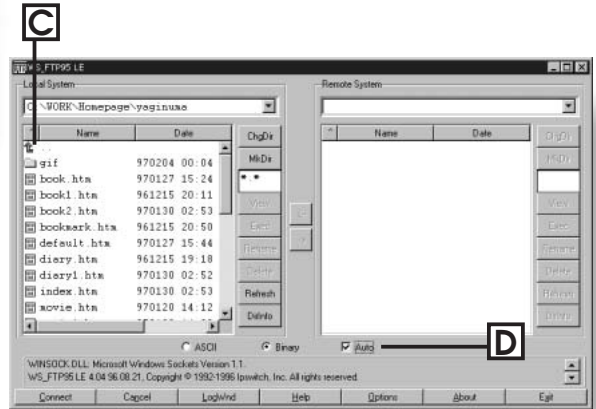 C
WS_FTP95 LE
Local System
Remote System
C:\WORK\Homepage\yaginuma
^ Name Date
^ Name Date
..
gif 970204 00:04
book.htm 970127 15:24
book1.htm 961215 20:11
book2.htm 970130 02:53
bookmark.htm 961215 20:50
default.htm 970127 15:44
diary.htm 961215 19:18
diary1.htm 970130 02:52
index.htm 970130 02:53
movie.htm 970120 14:12
ChgDir
MkDir
*.*
View
Exec
Rename
Delete
Refresh
DirInfo
<-
->
ChgDir
MkDir
View
Exec
Rename
Delete
Refresh
DirInfo
ASCII Binary Auto
D
WINSOCK.DLL: Microsoft Windows Sockets Version 1.1.
WS_FTP95 LE 4.04 96.08.21, Copyright © 1992-1996 Ipswitch, Inc. All rights reserved.
Connect Cancel LogWnd Help Options About Exit